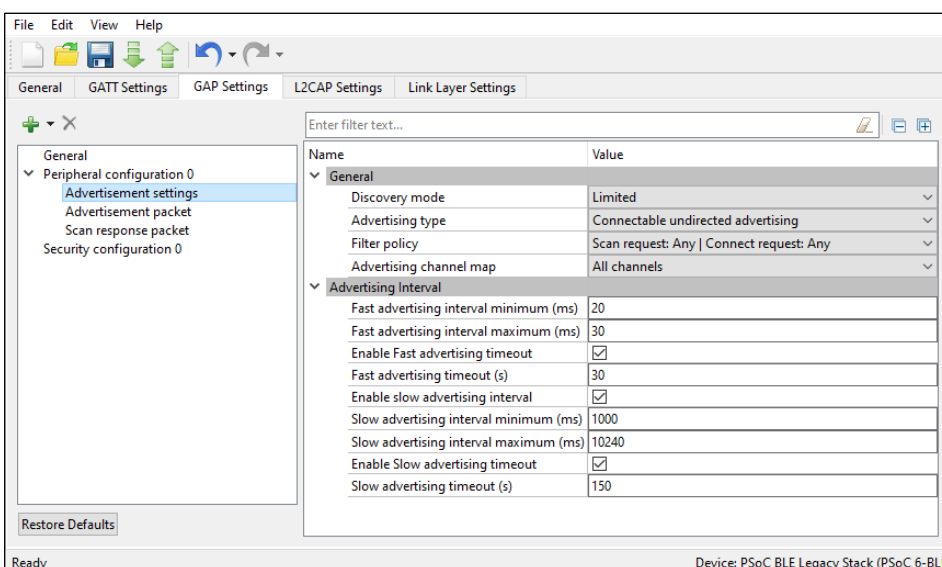 File Edit View Help
General GATT Settings GAP Settings L2CAP Settings Link Layer Settings
Enter filter text...
General
Peripheral configuration 0
Advertisement settings
Advertisement packet
Scan response packet
Security configuration 0
Name Value
General
Discovery mode Limited
Advertising type Connectable undirected advertising
Filter policy Scan request: Any | Connect request: Any
Advertising channel map All channels
Advertising Interval
Fast advertising interval minimum (ms) 20
Fast advertising interval maximum (ms) 30
Enable Fast advertising timeout
Fast advertising timeout (s) 30
Enable slow advertising interval
Slow advertising interval minimum (ms) 1000
Slow advertising interval maximum (ms) 10240
Enable Slow advertising timeout
Slow advertising timeout (s) 150
Restore Defaults
Ready Device: PSoC BLE Legacy Stack (PSoC 6-BL